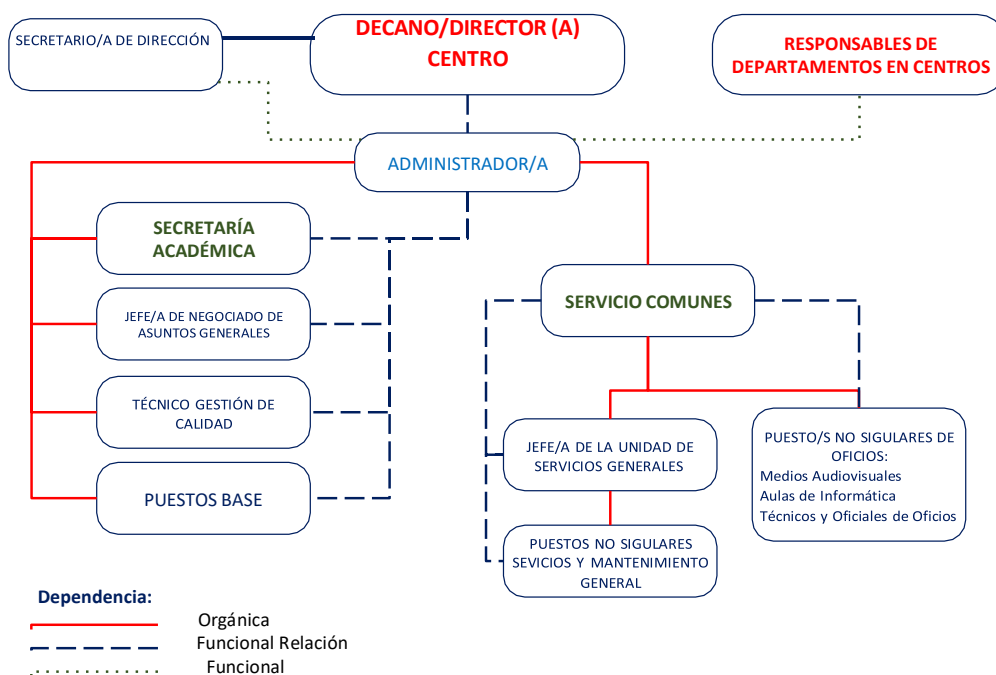 SECRETARIO/A DE DIRECCIÓN
DECANO/DIRECTOR (A)
CENTRO
RESPONSABLES DE
DEPARTAMENTOS EN CENTROS
ADMINISTRADOR/A
SECRETARÍA
ACADÉMICA
JEFE/A DE NEGOCIADO DE
ASUNTOS GENERALES
TÉCNICO GESTIÓN DE
CALIDAD
PUESTOS BASE
SERVICIO COMUNES
JEFE/A DE LA UNIDAD DE
SERVICIOS GENERALES
PUESTOS NO SIGULARES
SEVICIOS Y MANTENIMIENTO
GENERAL
PUESTO/S NO SIGULARES DE
OFICIOS:
Medios Audiovisuales
Aulas de Informática
Técnicos y Oficiales de Oficios
Dependencia:
Orgánica
Funcional Relación
Funcional